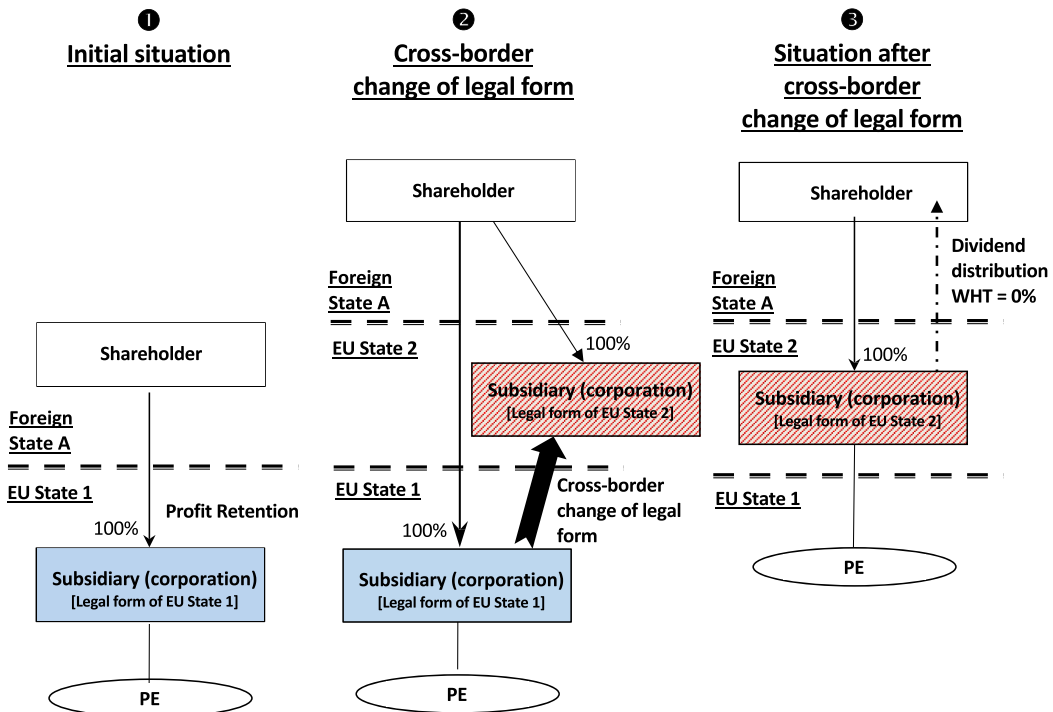 ❶
Initial situation
Shareholder
Foreign
State A
EU State 1
Profit Retention
100%
Subsidiary (corporation)
[Legal form of EU State 1]
PE
❷
Cross-border
change of legal form
Shareholder
Foreign
State A
EU State 2
100%
Subsidiary (corporation)
[Legal form of EU State 2]
EU State 1
Cross-border
change of legal
form
100%
Subsidiary (corporation)
[Legal form of EU State 1]
PE
❸
Situation after
cross-border
change of legal form
Shareholder
Dividend
distribution
WHT = 0%
Foreign
State A
EU State 2
100%
Subsidiary (corporation)
[Legal form of EU State 2]
EU State 1
PE